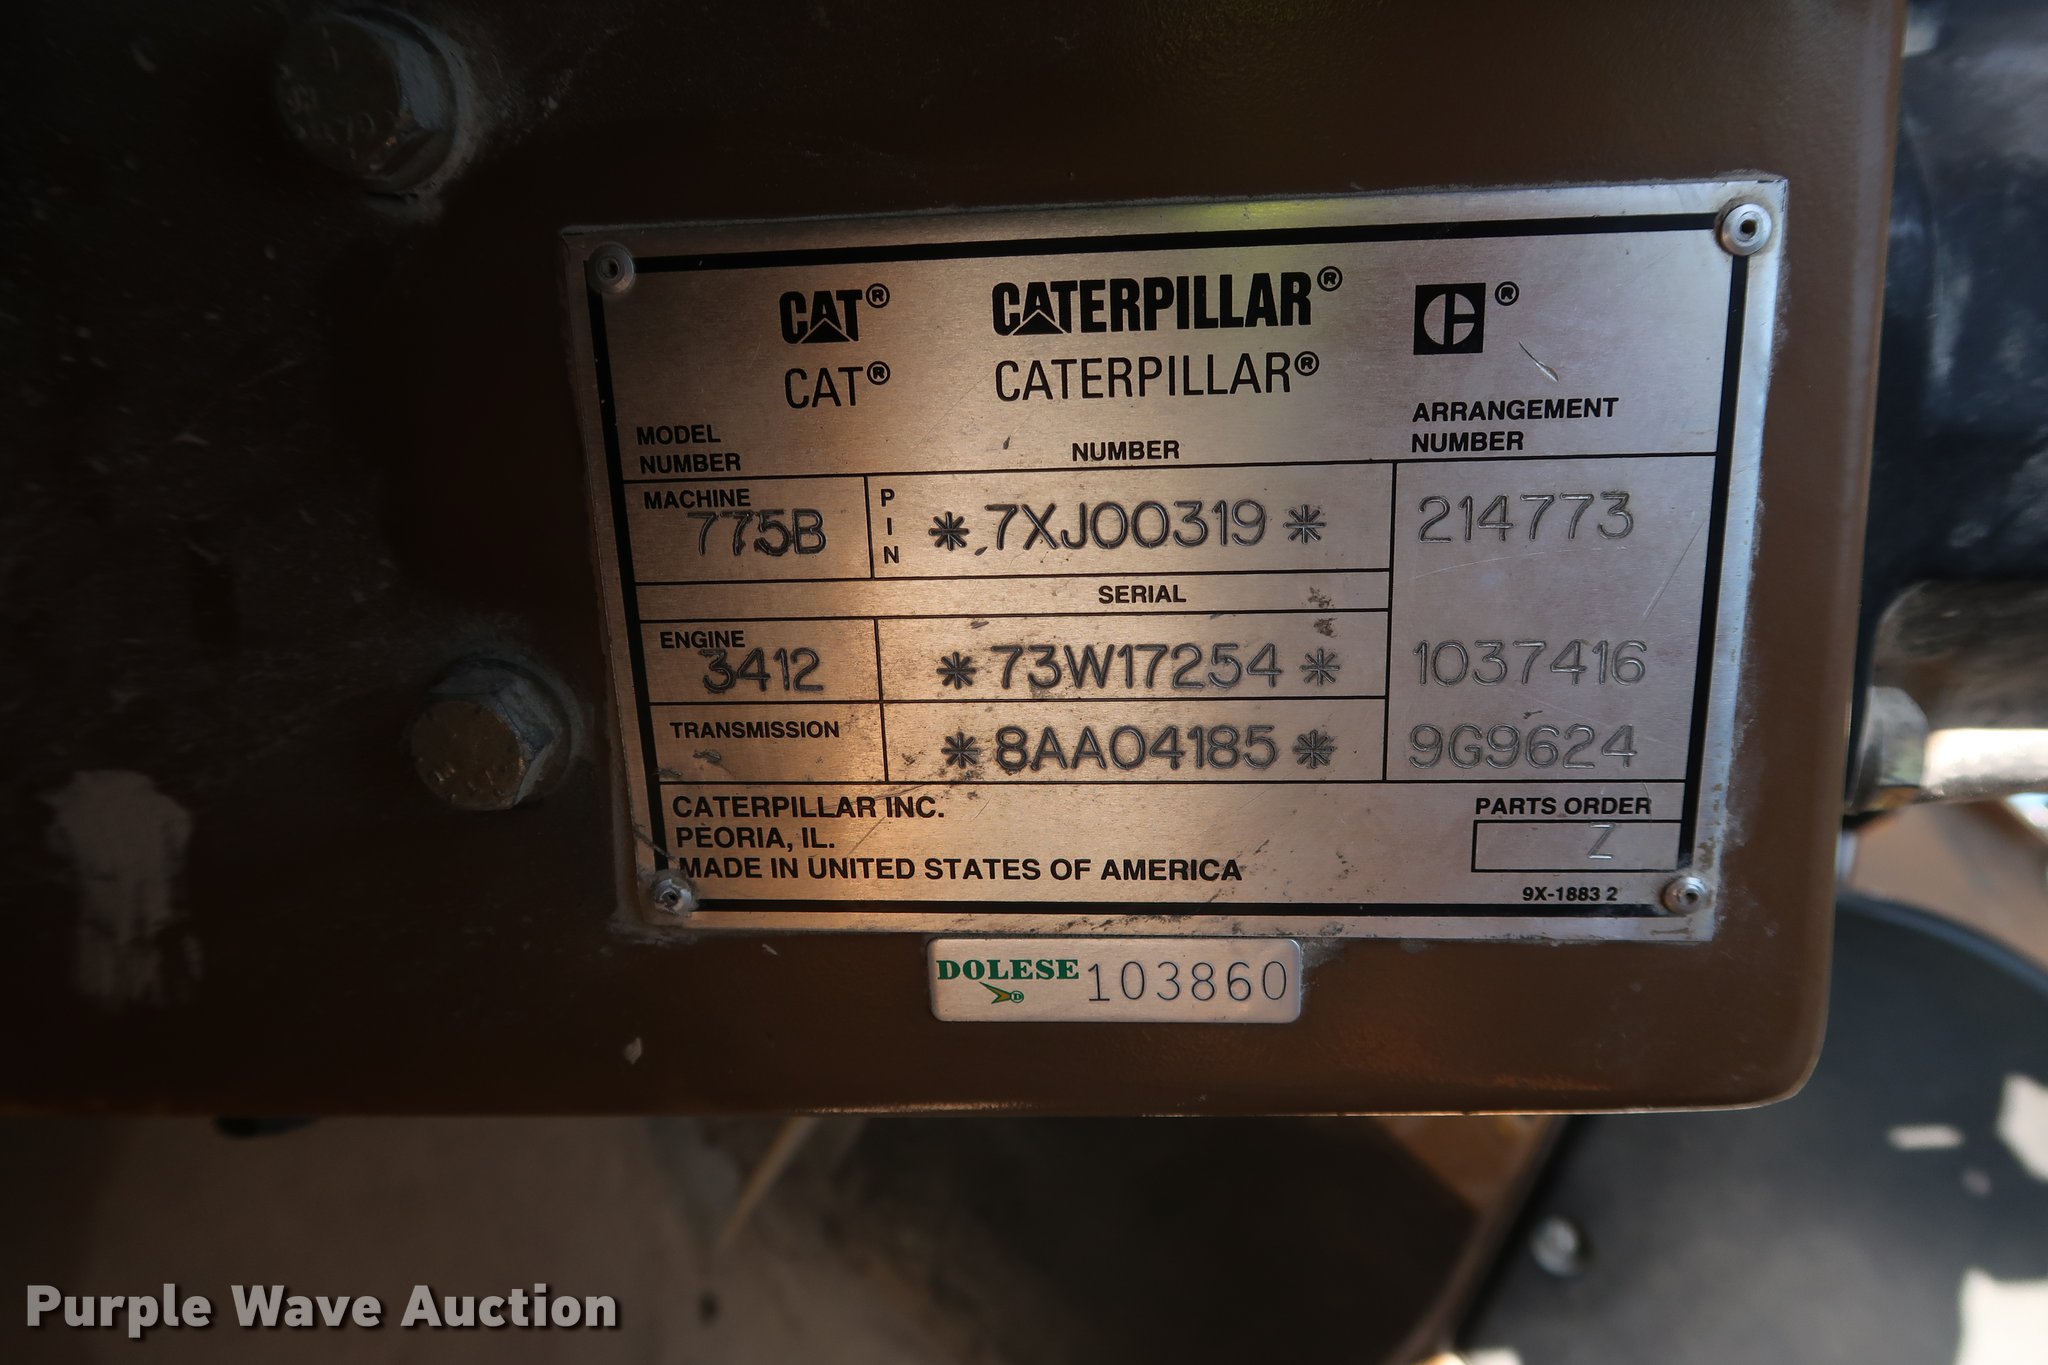 CAT® CATERPILLAR® C®
CAT® CATERPILLAR®
MODEL NUMBER
NUMBER
ARRANGEMENT NUMBER
MACHINE 775B
PIN *7XJ00319*
214773
SERIAL
ENGINE 3412
*73W17254*
1037416
TRANSMISSION
*8AA04185*
9G9624
CATERPILLAR INC.
PEORIA, IL.
MADE IN UNITED STATES OF AMERICA
PARTS ORDER
Z
9X-1883 2
DOLESE D 103860
Purple Wave Auction